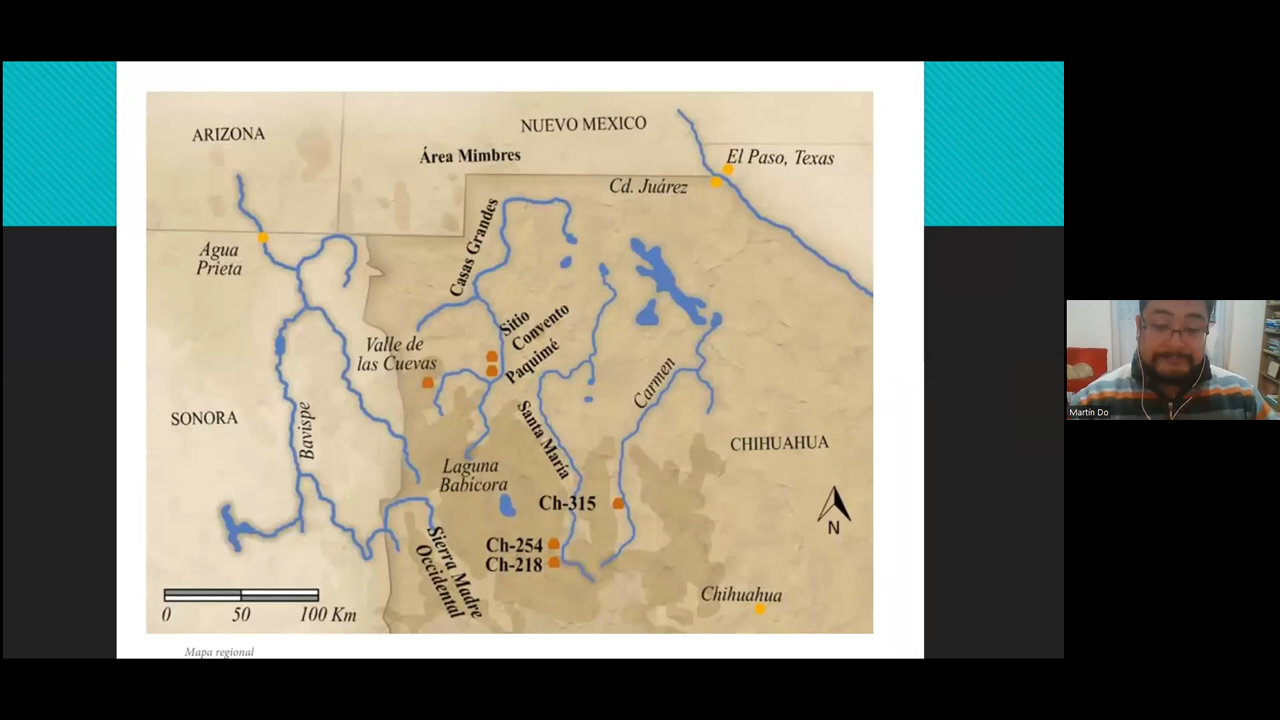 ARIZONA
NUEVO MEXICO
Área Mimbres
El Paso, Texas
Cd. Juárez
Agua
Prieta
Casas Grandes
Sitio
Convento
Paquimé
Valle de
las Cuevas
Carmen
SONORA
Bavispe
Santa María
CHIHUAHUA
Laguna
Babícora
Ch-315
N
Ch-254
Ch-218
Sierra Madre
Occidental
Chihuahua
0 50 100 Km
Mapa regional
Martín Do